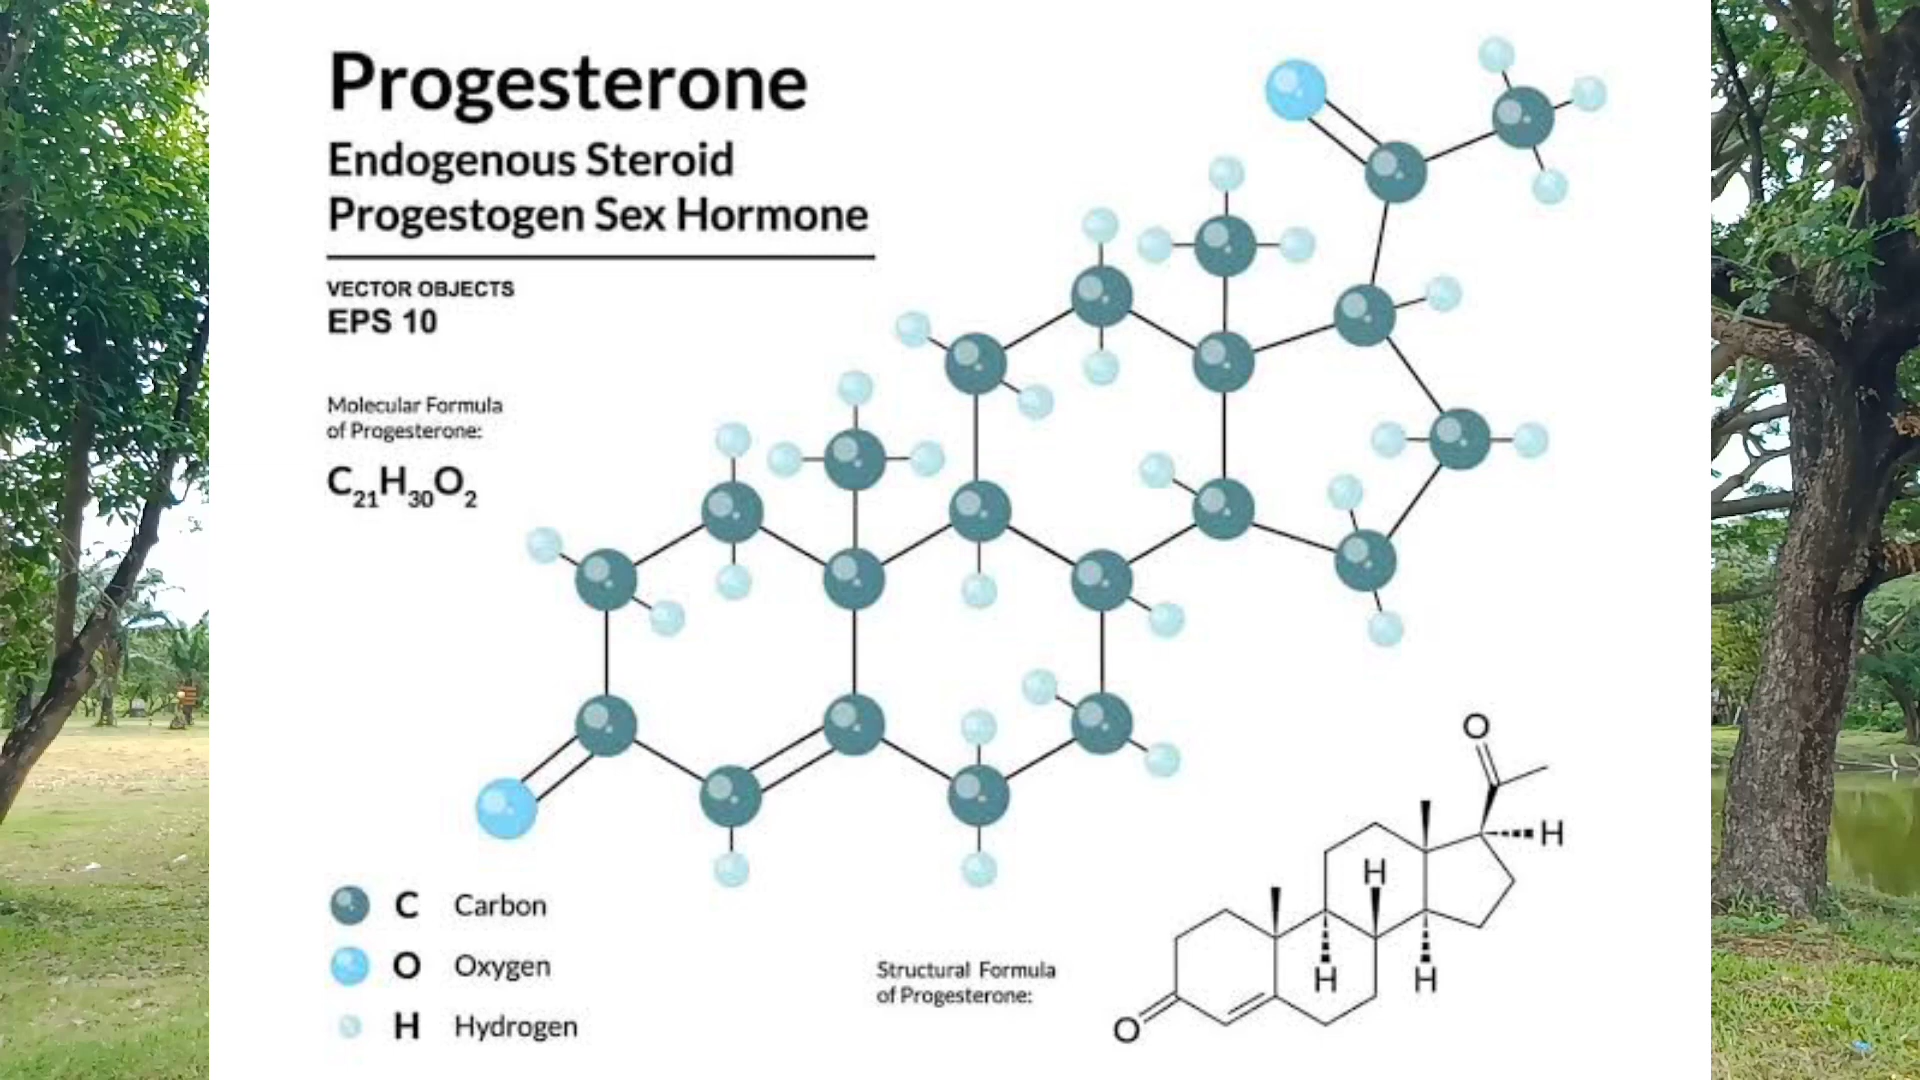 Progesterone
Endogenous Steroid
Progestogen Sex Hormone
VECTOR OBJECTS
EPS 10
Molecular Formula
of Progesterone:
C₂₁H₃₀O₂
C Carbon
O Oxygen
H Hydrogen
Structural Formula
of Progesterone:
O
H
H
H
H
O